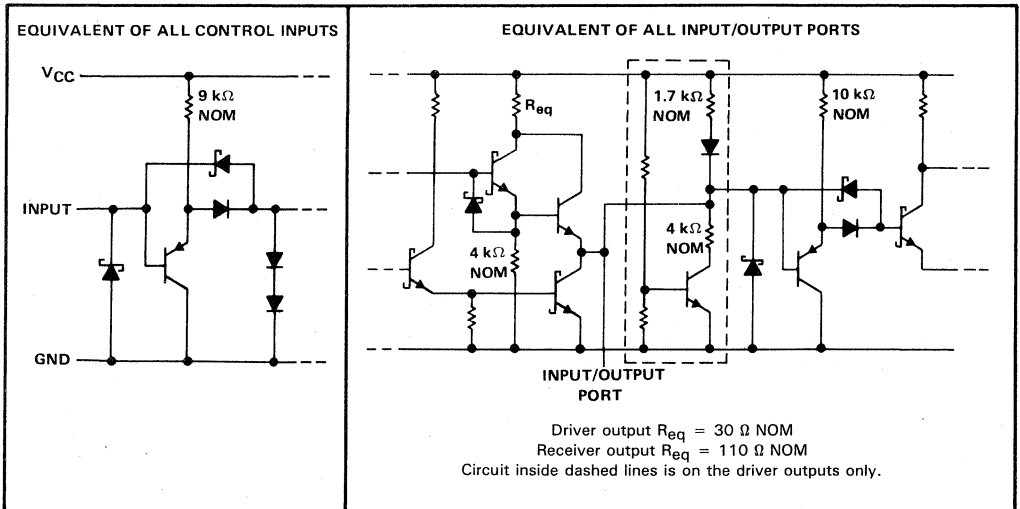 EQUIVALENT OF ALL CONTROL INPUTS
VCC
9 kΩ
NOM
INPUT
GND
EQUIVALENT OF ALL INPUT/OUTPUT PORTS
Req
1.7 kΩ
NOM
10 kΩ
NOM
4 kΩ
NOM
4 kΩ
NOM
INPUT/OUTPUT
PORT
Driver output Req = 30 Ω NOM
Receiver output Req = 110 Ω NOM
Circuit inside dashed lines is on the driver outputs only.